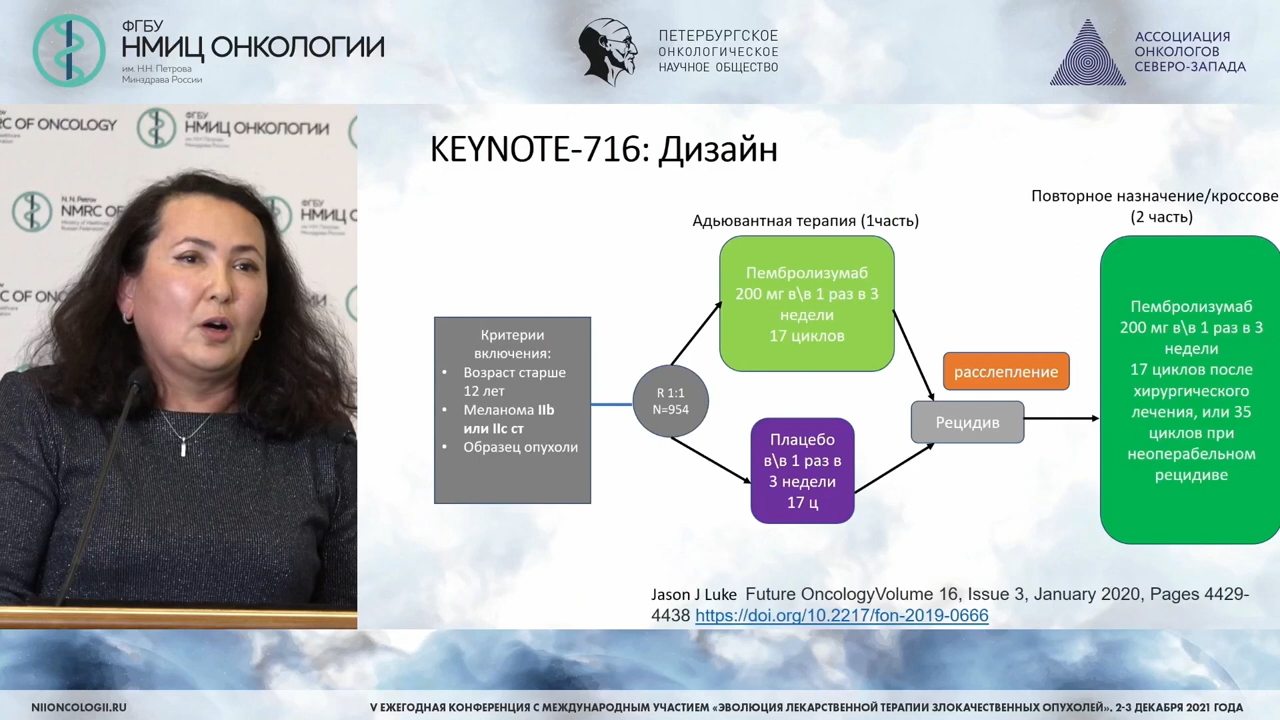 ФГБУ
НМИЦ ОНКОЛОГИИ
им. Н.Н. Петрова
Минздрава России
ПЕТЕРБУРГСКОЕ
ОНКОЛОГИЧЕСКОЕ
НАУЧНОЕ ОБЩЕСТВО
АССОЦИАЦИЯ
ОНКОЛОГОВ
СЕВЕРО-ЗАПАДА
RC OF ONCOLOGY
ФГБУ
НМИЦ ОНКОЛОГИИ
N. N. Petrov
NMRC OF
НМИЦ
C OF ONC
KEYNOTE-716: Дизайн
Повторное назначение/кроссове
(2 часть)
Адьювантная терапия (1часть)
Пембролизумаб
200 мг в\в 1 раз в 3
недели
17 циклов
Критерии
включения:
• Возраст старше
12 лет
• Меланома IIb
или IIc ст
• Образец опухоли
R 1:1
N=954
Плацебо
в\в 1 раз в
3 недели
17 ц
расслепление
Рецидив
Пембролизумаб
200 мг в\в 1 раз в 3
недели
17 циклов после
хирургического
лечения, или 35
циклов при
неоперабельном
рецидиве
Jason J Luke Future OncologyVolume 16, Issue 3, January 2020, Pages 4429-
4438 https://doi.org/10.2217/fon-2019-0666
NIIONCOLOGII.RU
V ЕЖЕГОДНАЯ КОНФЕРЕНЦИЯ С МЕЖДУНАРОДНЫМ УЧАСТИЕМ «ЭВОЛЮЦИЯ ЛЕКАРСТВЕННОЙ ТЕРАПИИ ЗЛОКАЧЕСТВЕННЫХ ОПУХОЛЕЙ». 2-3 ДЕКАБРЯ 2021 ГОДА